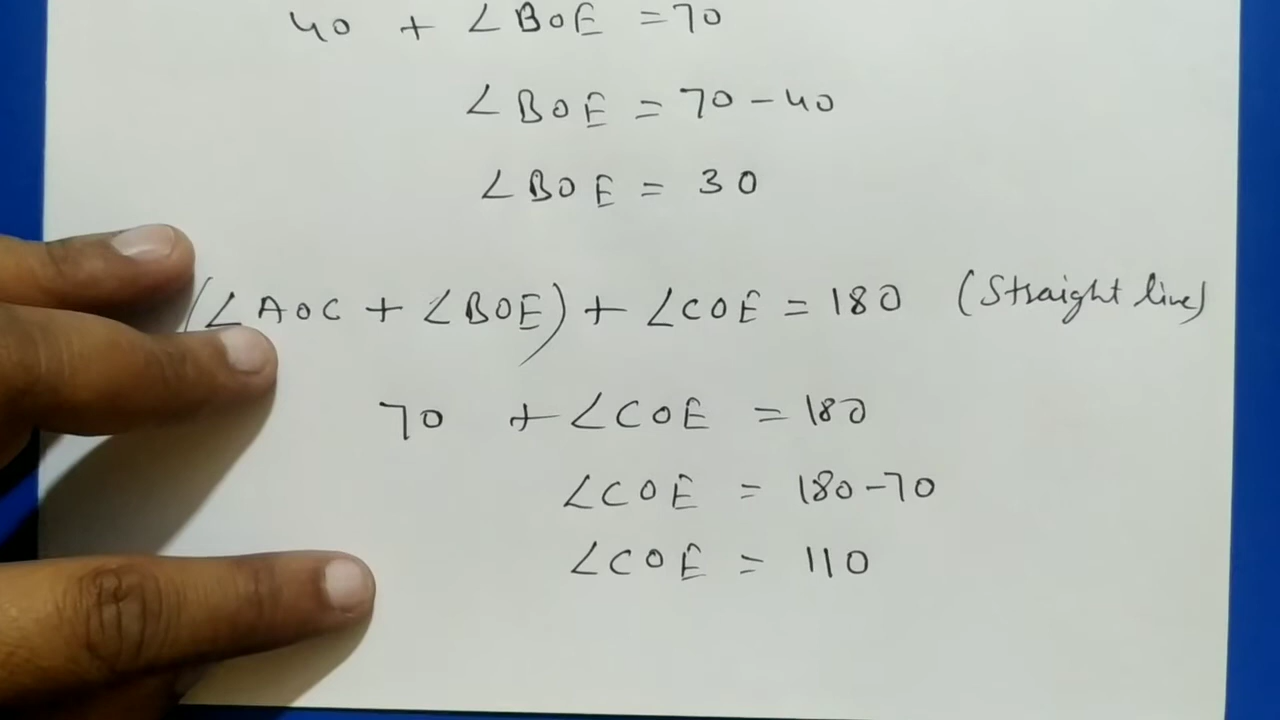 40 + ∠BOE = 70
∠BOE = 70 - 40
∠BOE = 30
(∠AOC + ∠BOE) + ∠COE = 180 (Straight line)
70 + ∠COE = 180
∠COE = 180 - 70
∠COE = 110